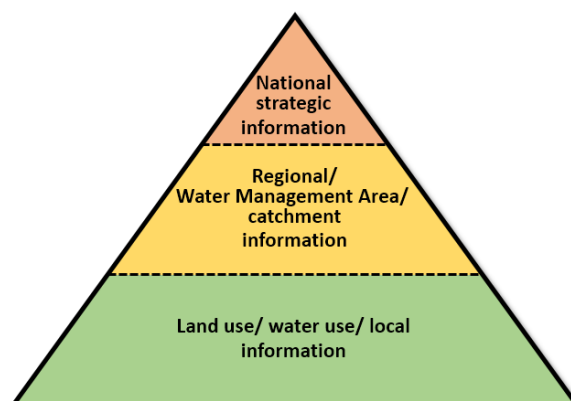 National
strategic
information
Regional/
Water Management Area/
catchment
information
Land use/ water use/ local
information